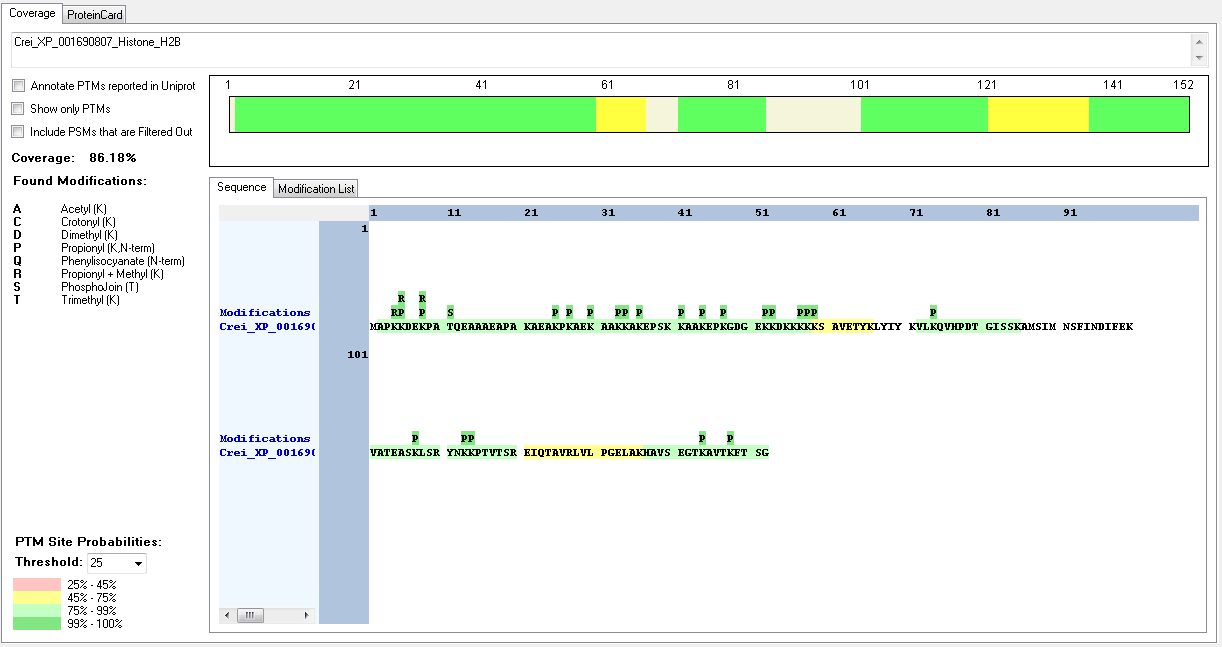 Coverage
ProteinCard
Crei_XP_001690807_Histone_H2B
Annotate PTMs reported in Uniprot
Show only PTMs
Include PSMs that are Filtered Out
Coverage: 86.18%
Found Modifications:
A Acetyl (K)
C Crotonyl (K)
D Dimethyl (K)
P Propionyl (K,N-term)
Q Phenylisocyanate (N-term)
R Propionyl + Methyl (K)
S PhosphoJoin (T)
T Trimethyl (K)
PTM Site Probabilities:
Threshold: 25
25% - 45%
45% - 75%
75% - 99%
99% - 100%
1 21 41 61 81 101 121 141 152
Sequence
Modification List
1 11 21 31 41 51 61 71 81 91
1
R R
Modifications RP P S P P P PP P P P P PP PPP P
Crei_XP_00169( MAPKKDEKPA TQEAAAEAPA KAEAKPKAEK AAKKAKEPSK KAAKEPKGDG EKKDKKKKKS AVETYKLYIY KVLKQVHPDT GISSKAMSIM NSFINDIFEK
101
Modifications P PP P P
Crei_XP_00169( VATEASKLSR YNKKPTVTSR EIQTAVRLVL PGELAKHAVS EGTKAVTKFT SG